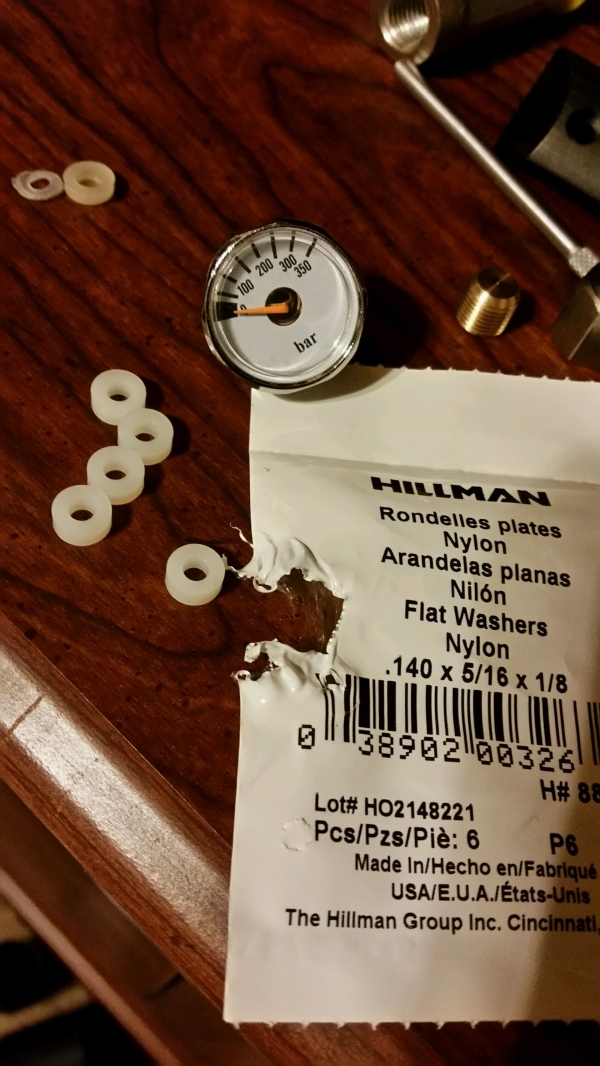 0
100
200
300
350
bar
HILLMAN
Rondelles plates
Nylon
Arandelas planas
Nilón
Flat Washers
Nylon
.140 x 5/16 x 1/8
0 38902 00326
H# 88
Lot# HO2148221
Pcs/Pzs/Piè: 6 P6
Made In/Hecho en/Fabriqué
USA/E.U.A./États-Unis
The Hillman Group Inc. Cincinnati,